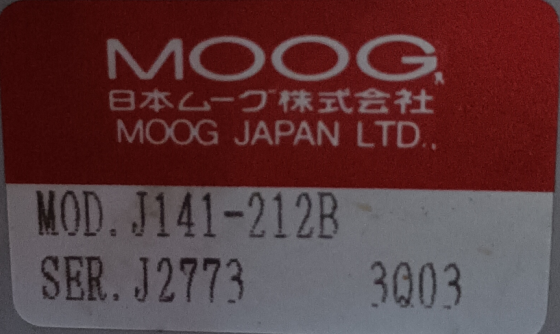 MOOG®
日本ムーグ株式会社
MOOG JAPAN LTD.,
MOD. J141-212B
SER. J2773 3Q03